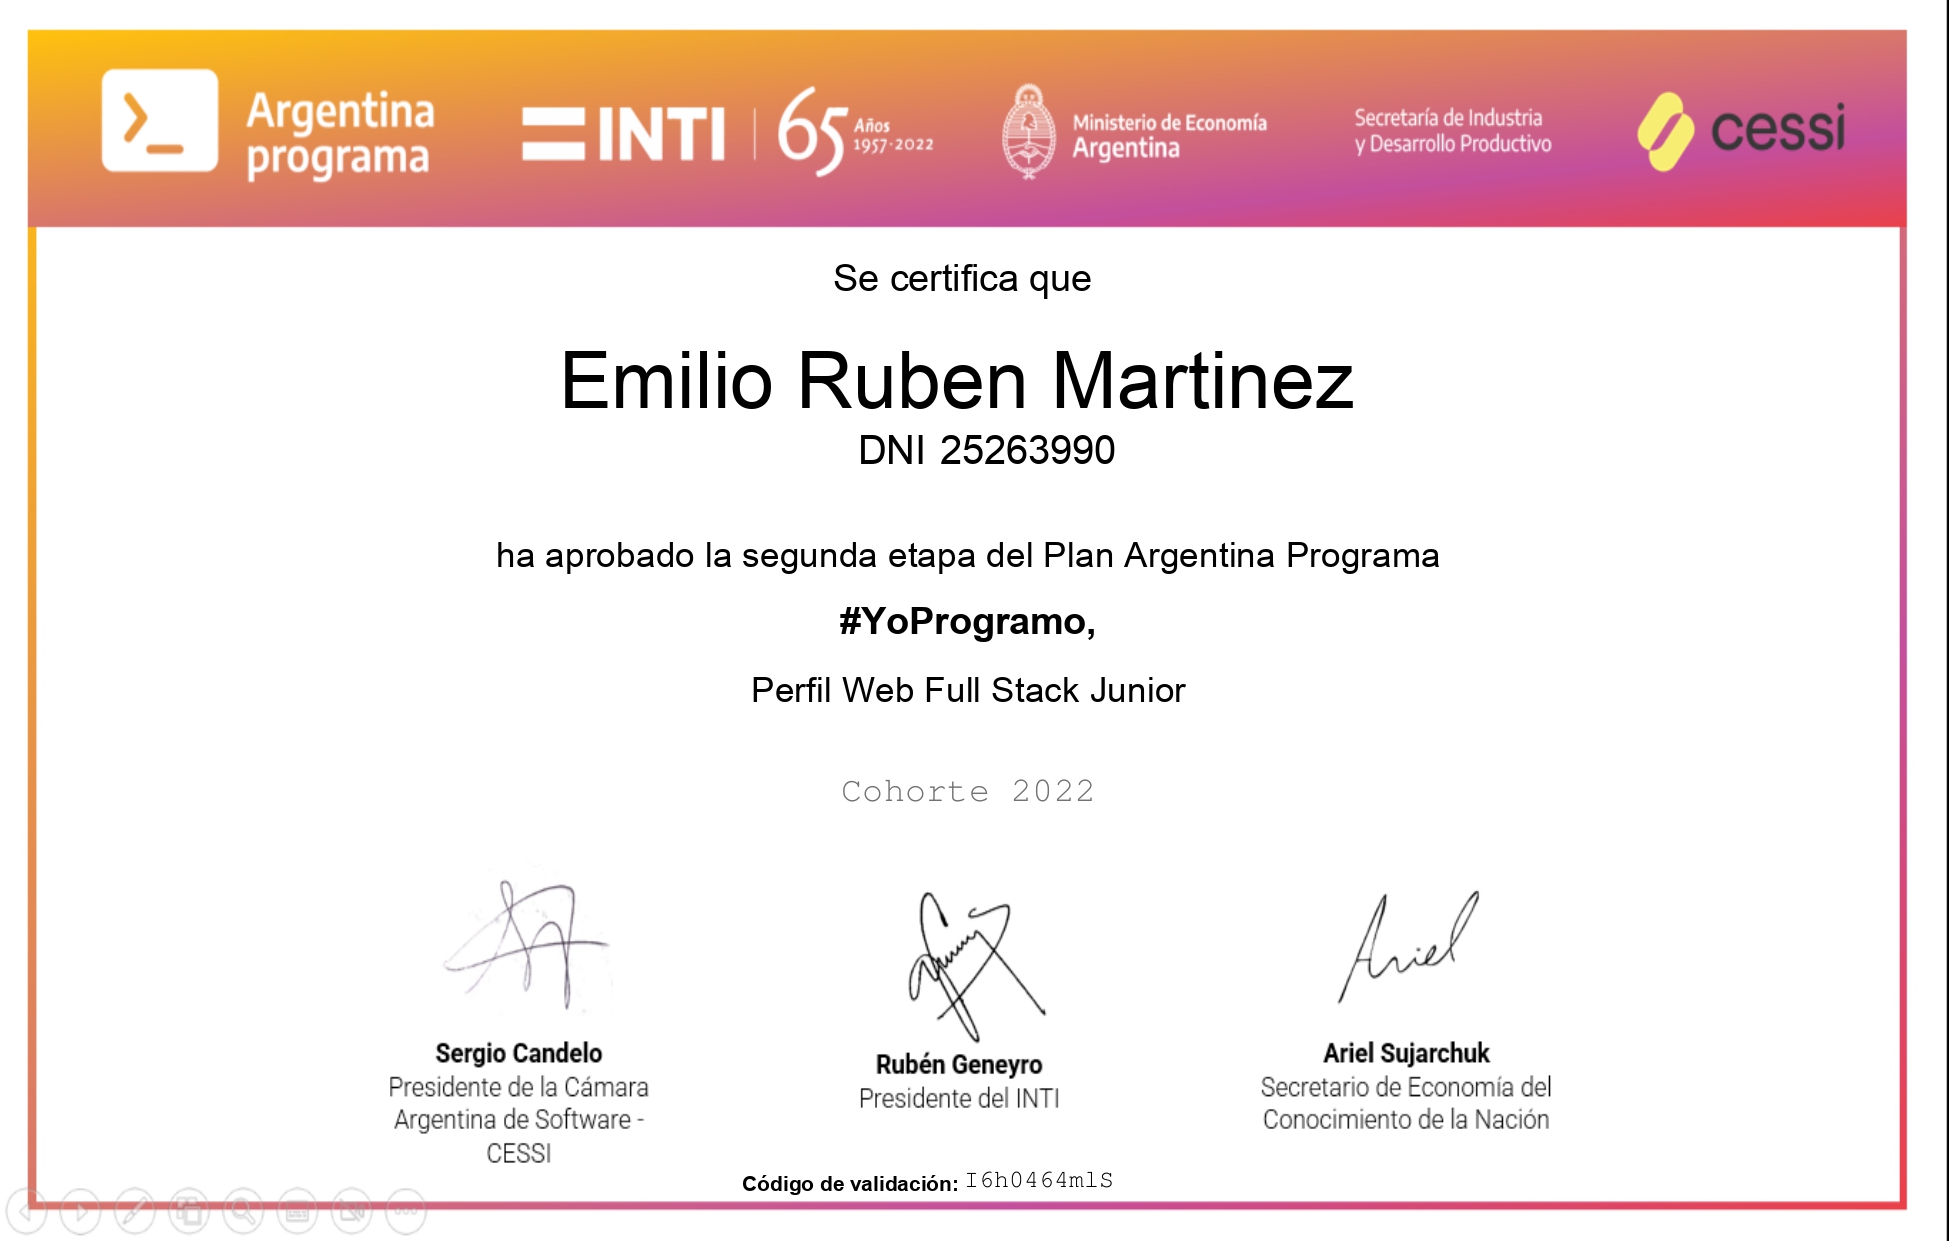 Argentina
programa
INTI
65 Años
1957·2022
Ministerio de Economía
Argentina
Secretaría de Industria
y Desarrollo Productivo
cessi
Se certifica que
Emilio Ruben Martinez
DNI 25263990
ha aprobado la segunda etapa del Plan Argentina Programa
#YoProgramo,
Perfil Web Full Stack Junior
Cohorte 2022
Ariel
Sergio Candelo
Presidente de la Cámara
Argentina de Software -
CESSI
Rubén Geneyro
Presidente del INTI
Ariel Sujarchuk
Secretario de Economía del
Conocimiento de la Nación
Código de validación: I6h0464mlS